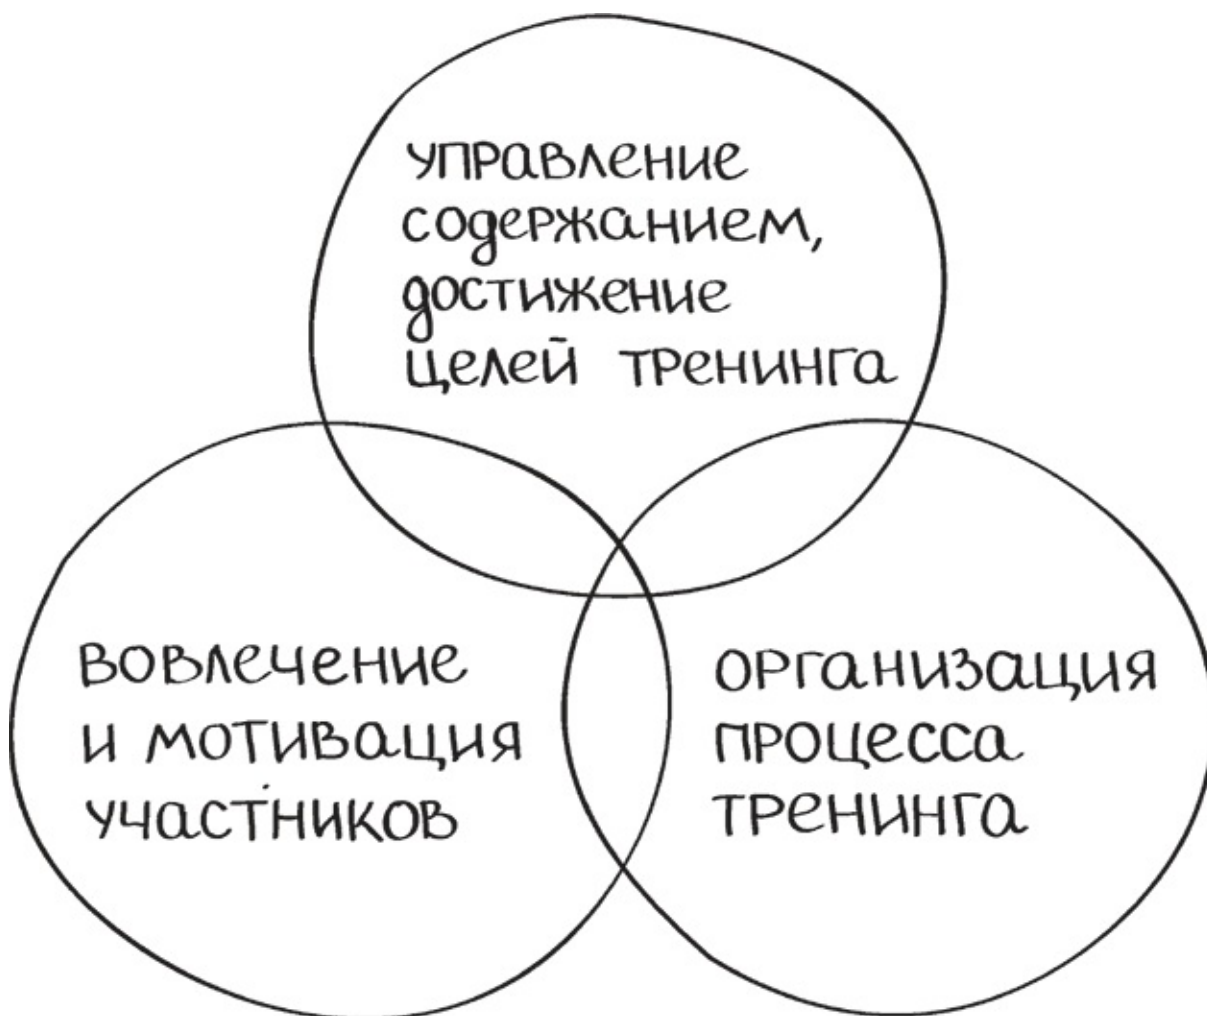 управление
содержанием,
достижение
целей тренинга
вовлечение
и мотивация
участников
организация
процесса
тренинга